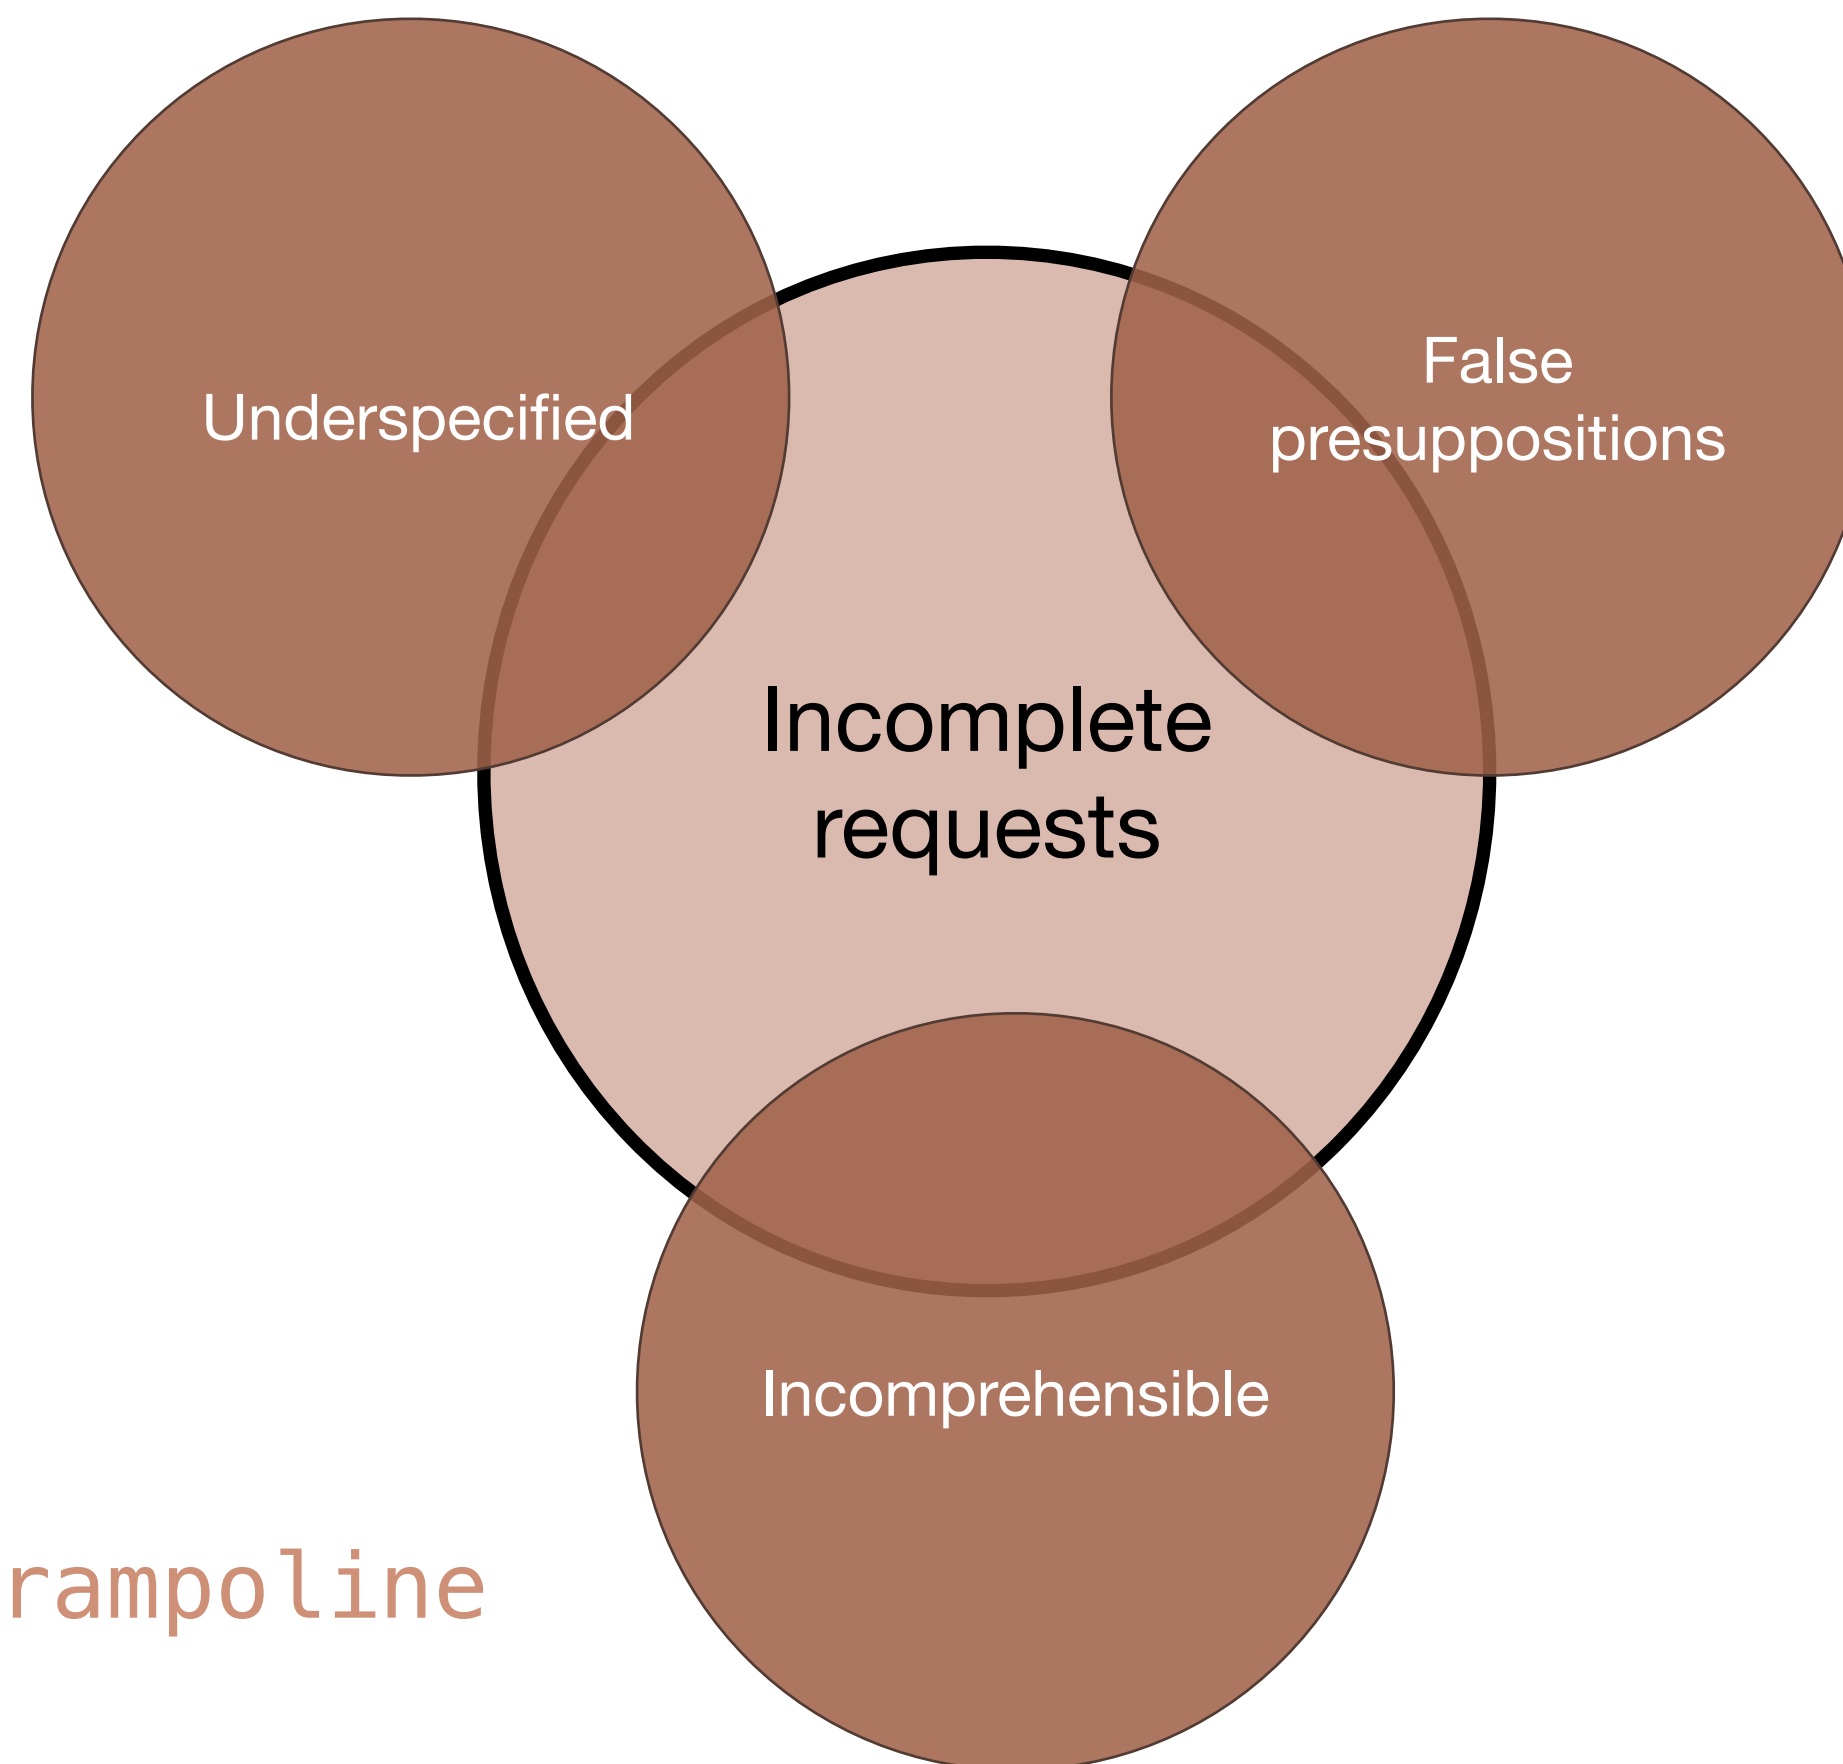 Underspecified
False
presuppositions
Incomplete
requests
Incomprehensible
rampoline